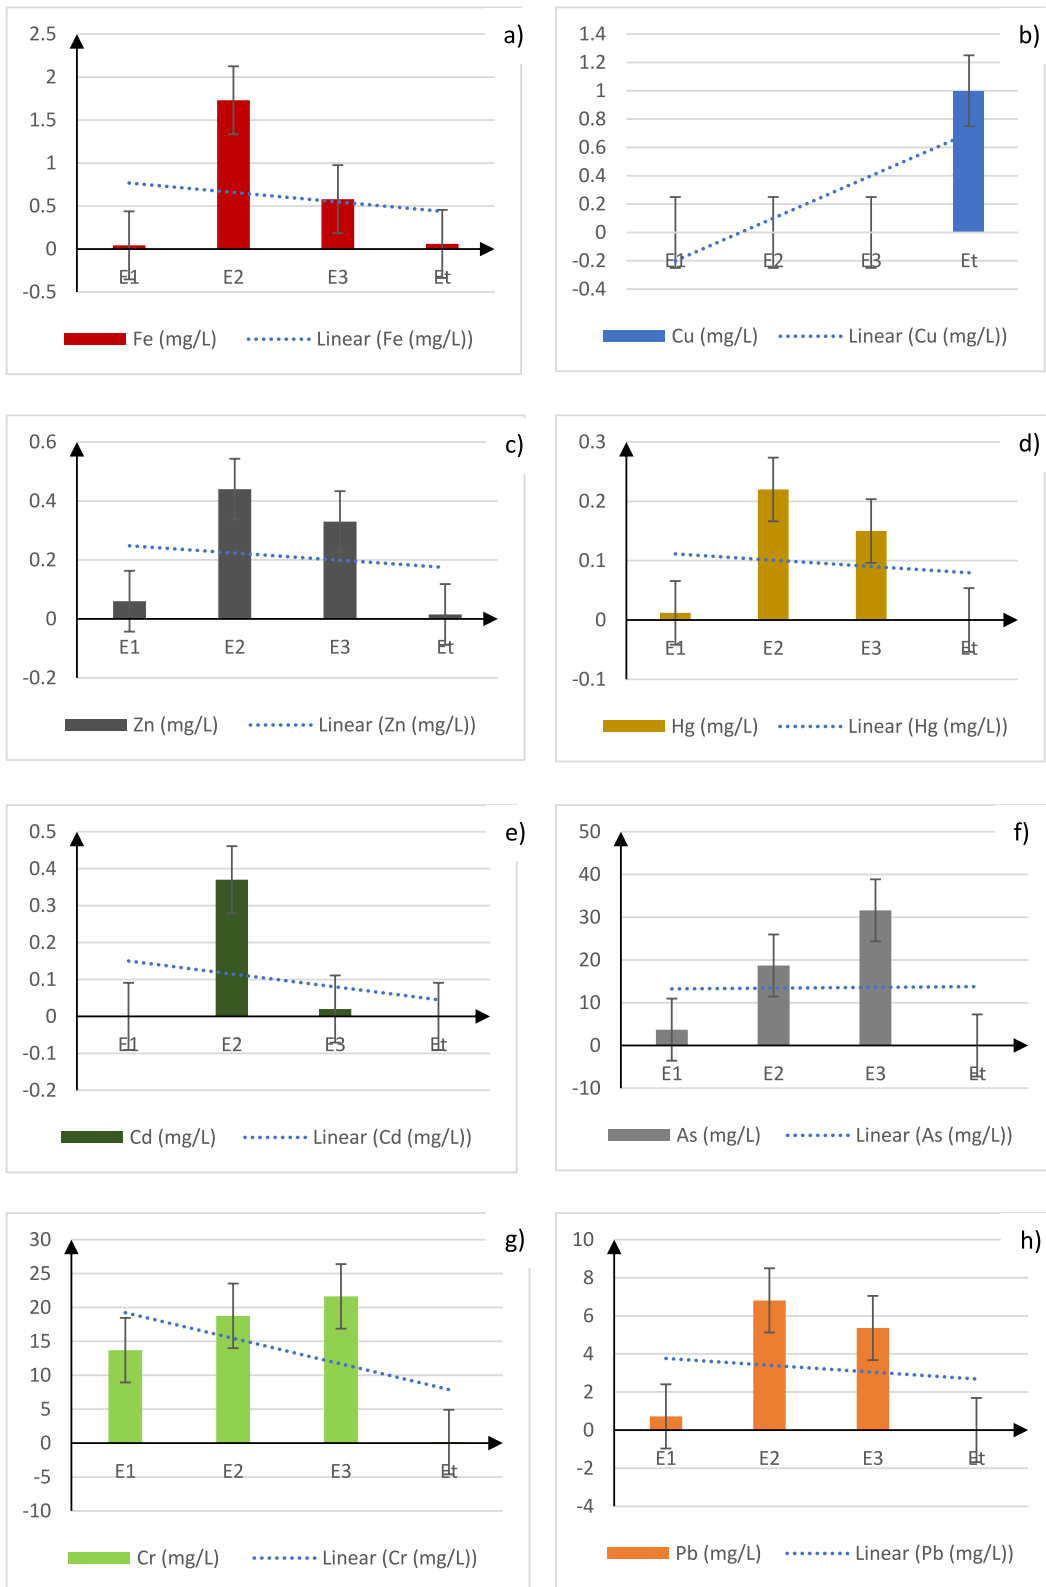 a)
2.5
2
1.5
1
0.5
0
-0.5
E1 E2 E3 Et
Fe (mg/L) Linear (Fe (mg/L))
b)
1.4
1.2
1
0.8
0.6
0.4
0.2
0
-0.2
-0.4
E1 E2 E3 Et
Cu (mg/L) Linear (Cu (mg/L))
c)
0.6
0.4
0.2
0
-0.2
E1 E2 E3 Et
Zn (mg/L) Linear (Zn (mg/L))
d)
0.3
0.2
0.1
0
-0.1
E1 E2 E3 Et
Hg (mg/L) Linear (Hg (mg/L))
e)
0.5
0.4
0.3
0.2
0.1
0
-0.1
-0.2
E1 E2 E3 Et
Cd (mg/L) Linear (Cd (mg/L))
f)
50
40
30
20
10
0
-10
E1 E2 E3 Et
As (mg/L) Linear (As (mg/L))
g)
30
25
20
15
10
5
0
-5
-10
E1 E2 E3 Et
Cr (mg/L) Linear (Cr (mg/L))
h)
10
8
6
4
2
0
-2
-4
E1 E2 E3 Et
Pb (mg/L) Linear (Pb (mg/L))